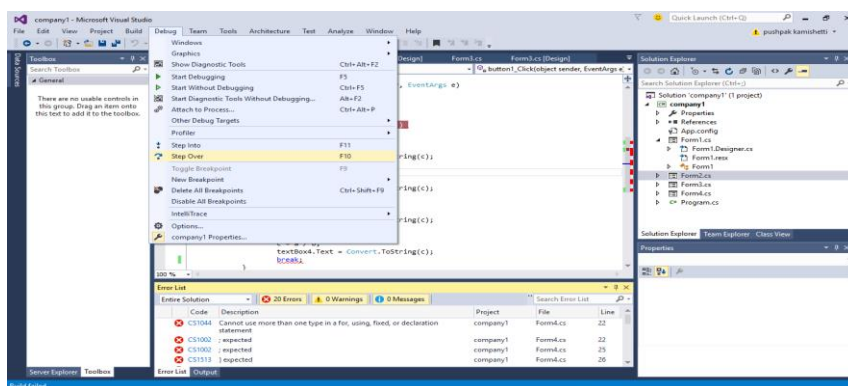 company1 - Microsoft Visual Studio
Quick Launch (Ctrl+Q)
File Edit View Project Build Debug Team Tools Architecture Test Analyze Window Help
pushpak kamishetti
Data Sources
Toolbox
Search Toolbox
General
There are no usable controls in
this group. Drag an item onto
this text to add it to the toolbox.
Windows
Graphics
Show Diagnostic Tools Ctrl+Alt+F2
Start Debugging F5
Start Without Debugging Ctrl+F5
Start Diagnostic Tools Without Debugging... Alt+F2
Attach to Process... Ctrl+Alt+P
Other Debug Targets
Profiler
Step Into F11
Step Over F10
Toggle Breakpoint F9
New Breakpoint
Delete All Breakpoints Ctrl+Shift+F9
Disable All Breakpoints
IntelliTrace
Options...
company1 Properties...
Design] Form3.cs Form3.cs [Design]
button1_Click(object sender, EventArgs e)
, EventArgs e)
ring(c);
ring(c);
ring(c);
textBox4.Text = Convert.ToString(c);
break;
}
100 %
Error List
Entire Solution 20 Errors 0 Warnings 0 Messages Search Error List
Code Description Project File Line
CS1044 Cannot use more than one type in a for, using, fixed, or declaration
statement company1 Form4.cs 22
CS1002 ; expected company1 Form4.cs 22
CS1002 ; expected company1 Form4.cs 25
CS1513 } expected company1 Form4.cs 26
Solution Explorer
Search Solution Explorer (Ctrl+;)
Solution 'company1' (1 project)
company1
Properties
References
App.config
Form1.cs
Form1.Designer.cs
Form1.resx
Form1
Form2.cs
Form3.cs
Form4.cs
Program.cs
Solution Explorer Team Explorer Class View
Properties
Server Explorer Toolbox
Error List Output
Build failed